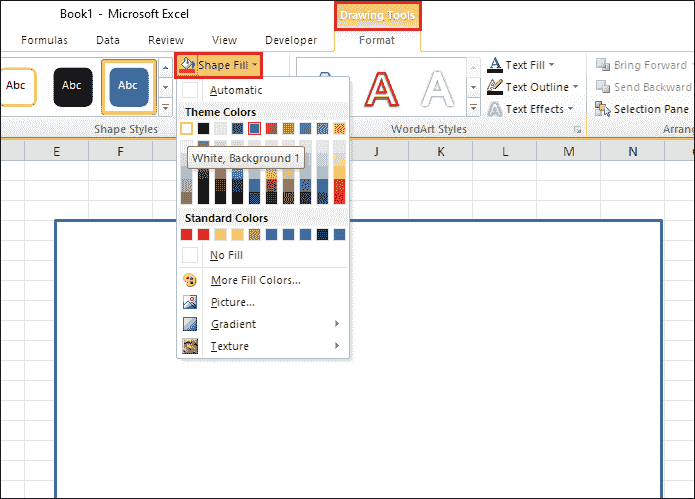 Book1 - Microsoft Excel
Drawing Tools
Formulas Data Review View Developer Format
Abc Abc Abc
Shape Fill
A A A
Text Fill
Text Outline
Text Effects
Bring Forward
Send Backward
Selection Pane
Shape Styles
WordArt Styles
Arran
Automatic
Theme Colors
White, Background 1
Standard Colors
No Fill
More Fill Colors...
Picture...
Gradient
Texture
E F J K L M N